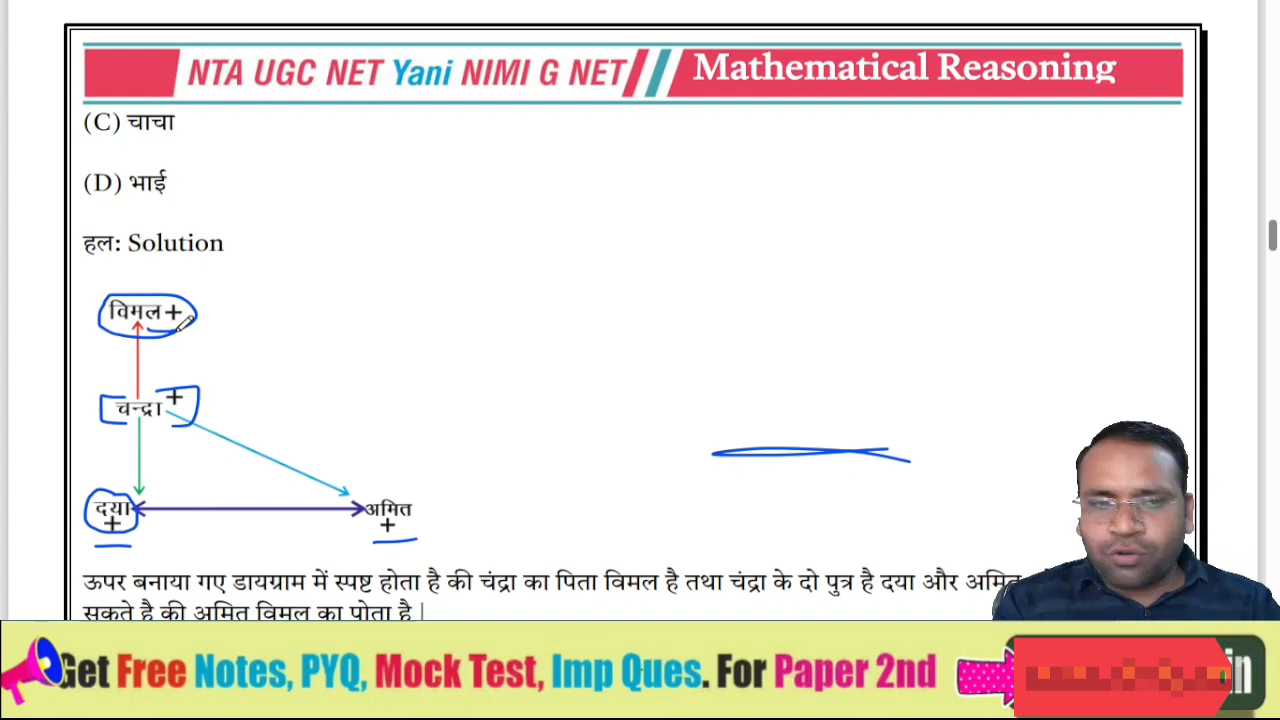 NTA UGC NET Yani NIMI G NET Mathematical Reasoning
(C) चाचा
(D) भाई
हल: Solution
विमल+
चन्द्रा +
दया अमित
+ +
ऊपर बनाया गए डायग्राम में स्पष्ट होता है की चंद्रा का पिता विमल है तथा चंद्रा के दो पुत्र है दया और अमित
सकते है की अमित विमल का पोता है |
Get Free Notes, PYQ, Mock Test, Imp Ques. For Paper 2nd